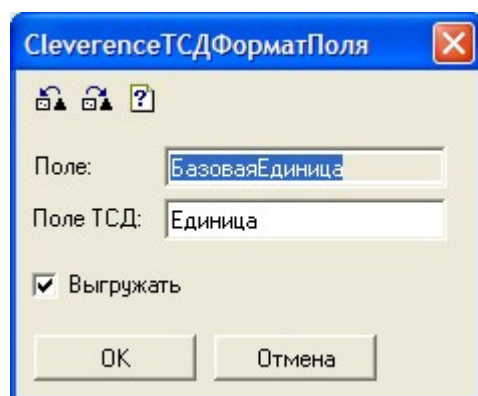 CleverenceТСДФорматПоля
Поле: БазоваяЕдиница
Поле ТСД: Единица
Выгружать
OK Отмена